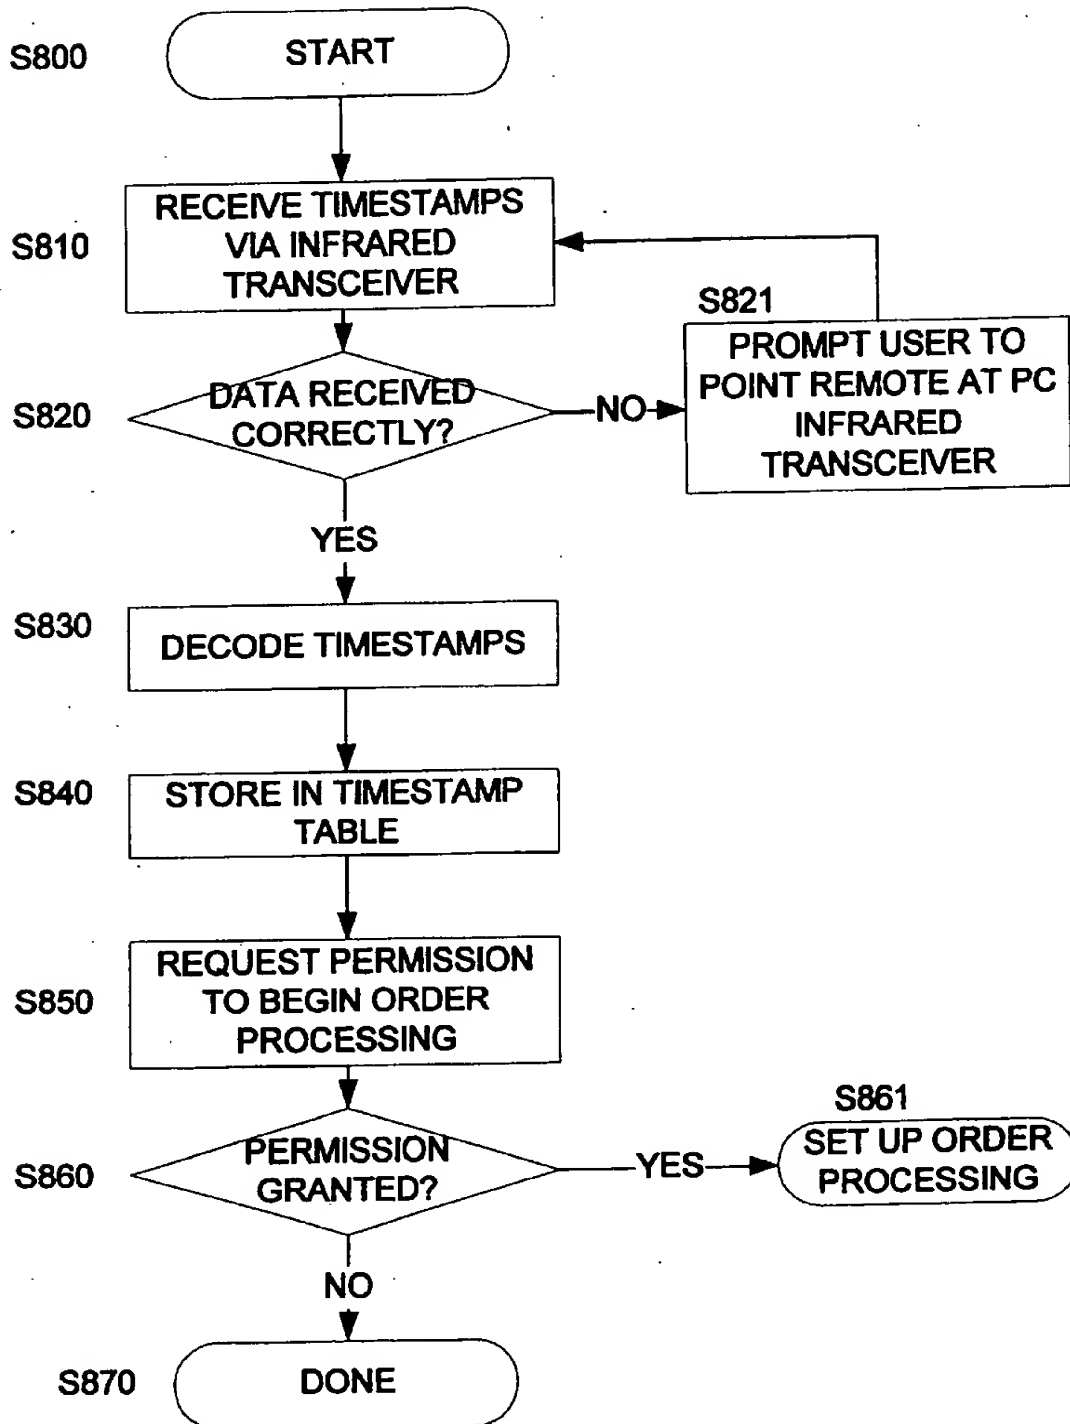 S800
START
S810
RECEIVE TIMESTAMPS
VIA INFRARED
TRANSCEIVER
S820
DATA RECEIVED
CORRECTLY?
NO
S821
PROMPT USER TO
POINT REMOTE AT PC
INFRARED
TRANSCEIVER
YES
S830
DECODE TIMESTAMPS
S840
STORE IN TIMESTAMP
TABLE
S850
REQUEST PERMISSION
TO BEGIN ORDER
PROCESSING
S860
PERMISSION
GRANTED?
YES
S861
SET UP ORDER
PROCESSING
NO
S870
DONE